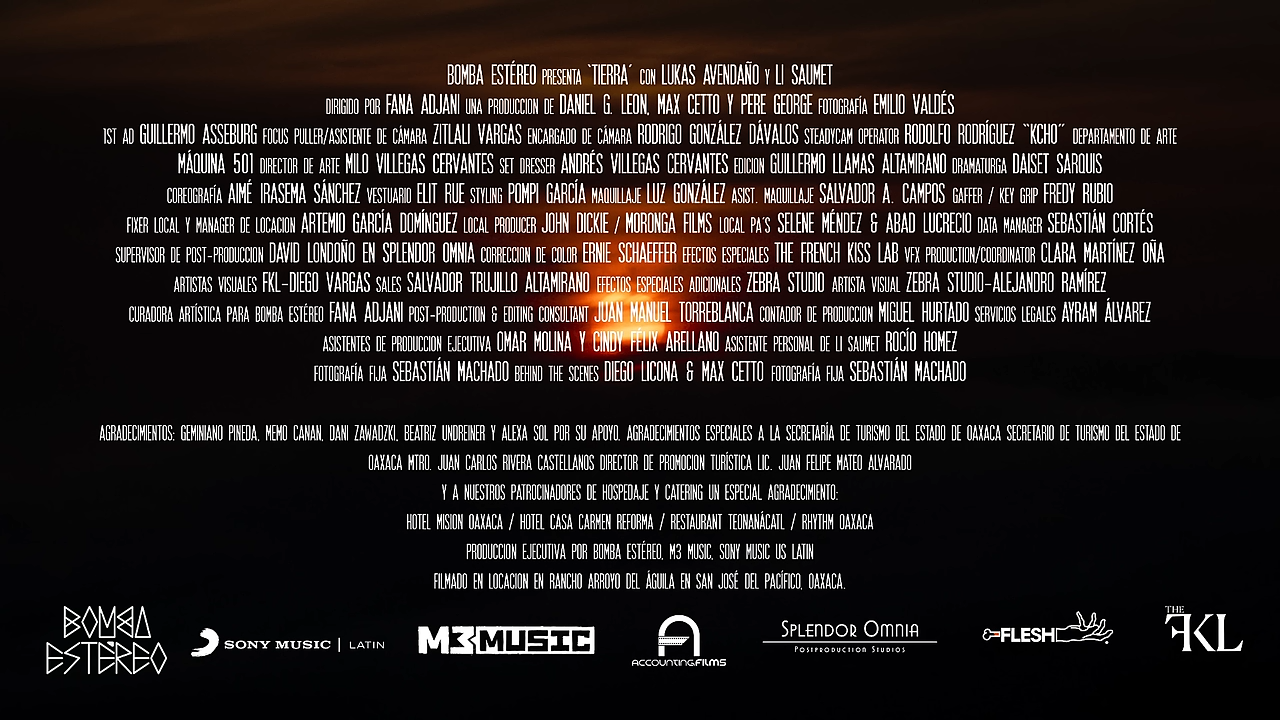 BOMBA ESTÉREO PRESENTA `TIERRA´ CON LUKAS AVENDAÑO Y LI SAUMET
DIRIGIDO POR FANA ADJANI UNA PRODUCCION DE DANIEL G. LEON, MAX CETTO Y PERE GEORGE FOTOGRAFÍA EMILIO VALDÉS
1ST AD GUILLERMO ASSEBURG FOCUS PULLER/ASISTENTE DE CÁMARA ZITLALI VARGAS ENCARGADO DE CÁMARA RODRIGO GONZÁLEZ DÁVALOS STEADYCAM OPERATOR RODOLFO RODRÍGUEZ "KCHO" DEPARTAMENTO DE ARTE
MÁQUINA 501 DIRECTOR DE ARTE MILO VILLEGAS CERVANTES SET DRESSER ANDRÉS VILLEGAS CERVANTES EDICION GUILLERMO LLAMAS ALTAMIRANO DRAMATURGA DAISET SARQUIS
COREOGRAFÍA AIMÉ IRASEMA SÁNCHEZ VESTUARIO ELIT RUE STYLING POMPI GARCÍA MAQUILLAJE LUZ GONZÁLEZ ASIST. MAQUILLAJE SALVADOR A. CAMPOS GAFFER / KEY GRIP FREDY RUBIO
FIXER LOCAL Y MANAGER DE LOCACION ARTEMIO GARCÍA DOMÍNGUEZ LOCAL PRODUCER JOHN DICKIE / MORONGA FILMS LOCAL PA´S SELENE MÉNDEZ & ABAD LUCRECIO DATA MANAGER SEBASTIÁN CORTÉS
SUPERVISOR DE POST-PRODUCCION DAVID LONDOÑO EN SPLENDOR OMNIA CORRECCION DE COLOR ERNIE SCHAEFFER EFECTOS ESPECIALES THE FRENCH KISS LAB VFX PRODUCTION/COORDINATOR CLARA MARTÍNEZ OÑA
ARTISTAS VISUALES FKL-DIEGO VARGAS SALES SALVADOR TRUJILLO ALTAMIRANO EFECTOS ESPECIALES ADICIONALES ZEBRA STUDIO ARTISTA VISUAL ZEBRA STUDIO-ALEJANDRO RAMÍREZ
CURADORA ARTÍSTICA PARA BOMBA ESTÉREO FANA ADJANI POST-PRODUCTION & EDITING CONSULTANT JUAN MANUEL TORREBLANCA CONTADOR DE PRODUCCION MIGUEL HURTADO SERVICIOS LEGALES AYRAM ÁLVAREZ
ASISTENTES DE PRODUCCION EJECUTIVA OMAR MOLINA Y CINDY FÉLIX ARELLANO ASISTENTE PERSONAL DE LI SAUMET ROCÍO HOMEZ
FOTOGRAFÍA FIJA SEBASTIÁN MACHADO BEHIND THE SCENES DIEGO LICONA & MAX CETTO FOTOGRAFÍA FIJA SEBASTIÁN MACHADO
AGRADECIMIENTOS: GEMINIANO PINEDA, MEMO CANAN, DANI ZAWADZKI, BEATRIZ UNDREINER Y ALEXA SOL POR SU APOYO. AGRADECIMIENTOS ESPECIALES A LA SECRETARÍA DE TURISMO DEL ESTADO DE OAXACA SECRETARIO DE TURISMO DEL ESTADO DE
OAXACA MTRO. JUAN CARLOS RIVERA CASTELLANOS DIRECTOR DE PROMOCION TURÍSTICA LIC. JUAN FELIPE MATEO ALVARADO
Y A NUESTROS PATROCINADORES DE HOSPEDAJE Y CATERING UN ESPECIAL AGRADECIMIENTO:
HOTEL MISION OAXACA / HOTEL CASA CARMEN REFORMA / RESTAURANT TEONANÁCATL / RHYTHM OAXACA
PRODUCCION EJECUTIVA POR BOMBA ESTÉREO, M3 MUSIC, SONY MUSIC US LATIN
FILMADO EN LOCACION EN RANCHO ARROYO DEL ÁGUILA EN SAN JOSÉ DEL PACÍFICO, OAXACA.
BOMBA ESTÉREO
SONY MUSIC | LATIN
M3 MUSIC
ACCOUNTING.FILMS
SPLENDOR OMNIA
POSTPRODUCTION STUDIOS
FLESH
THE FKL